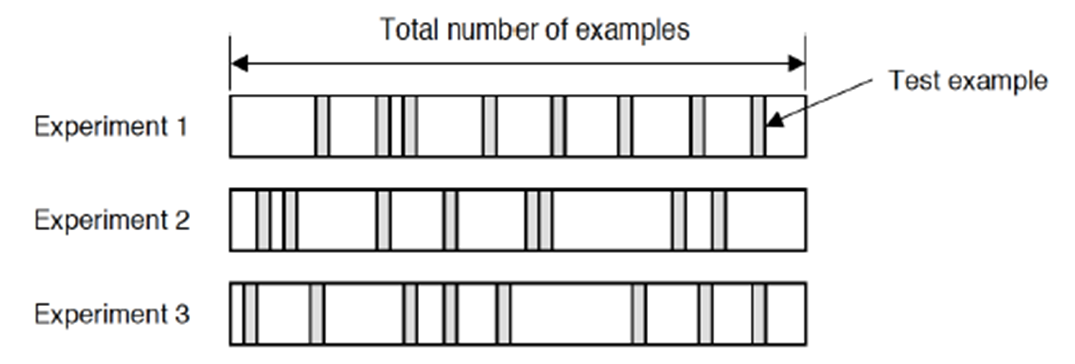 Total number of examples
Test example
Experiment 1
Experiment 2
Experiment 3